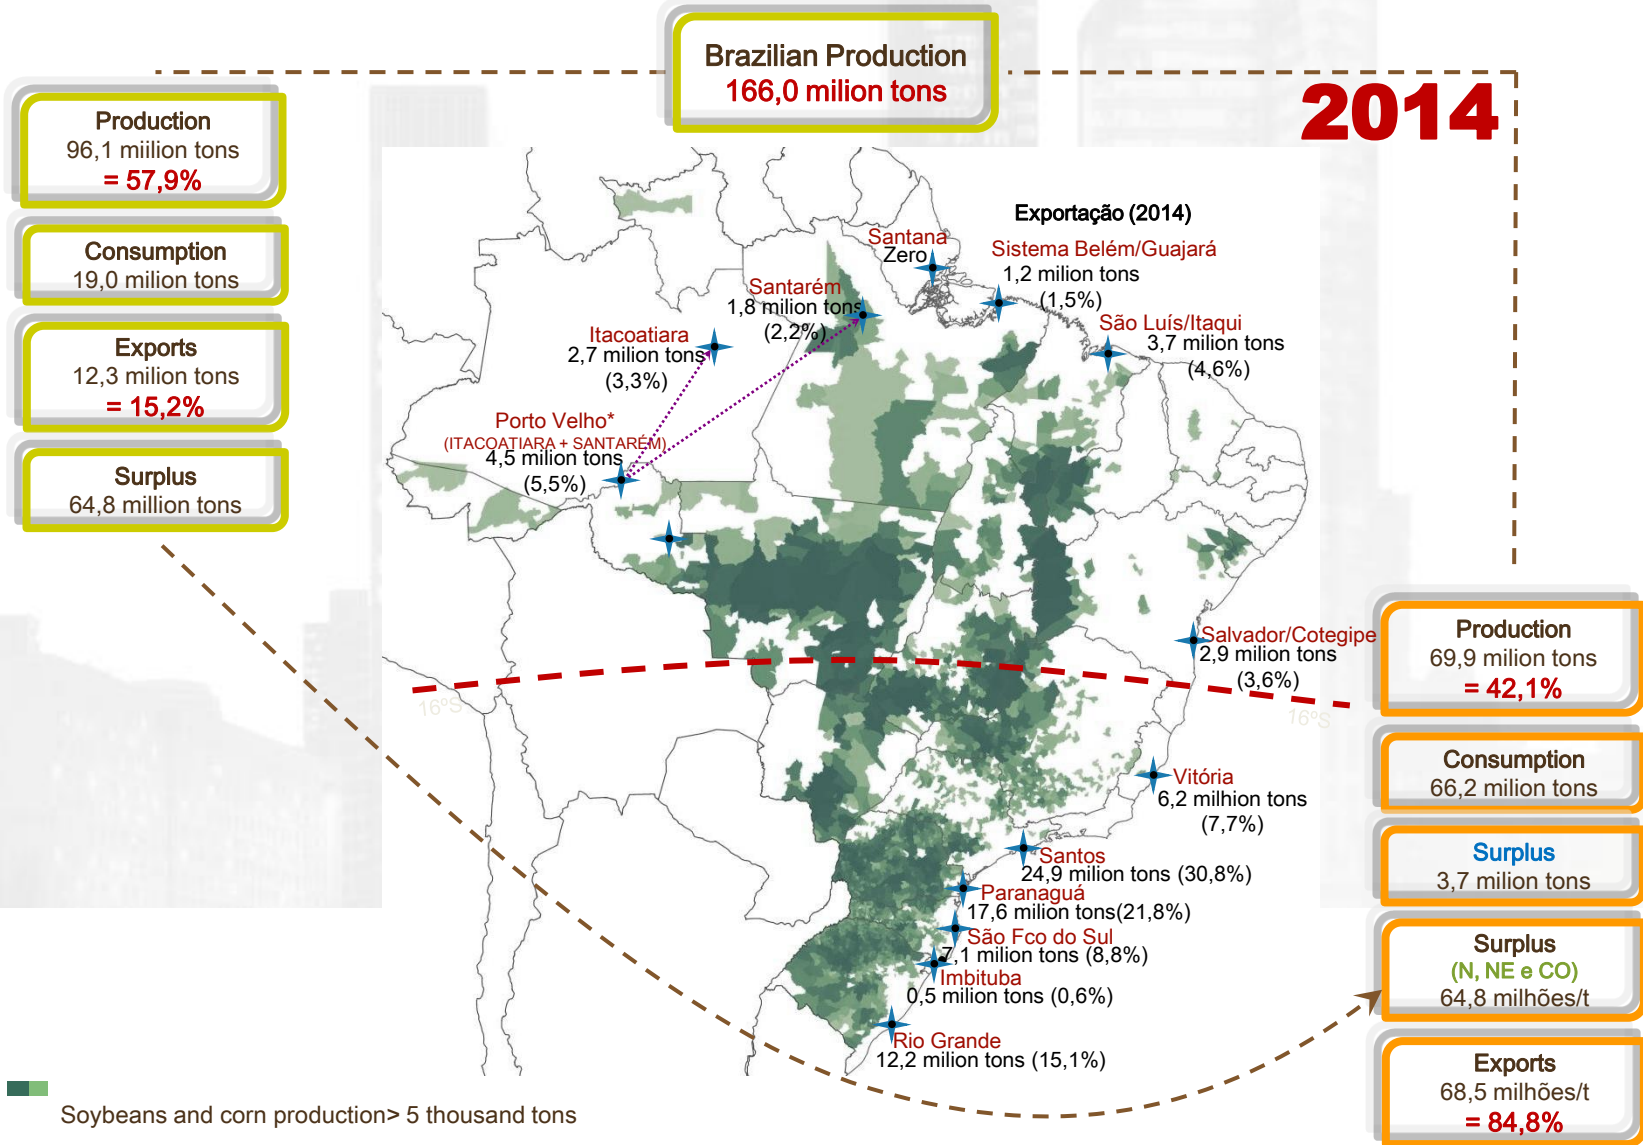 Brazilian Production
166,0 milion tons
2014
Production
96,1 miilion tons
= 57,9%
Consumption
19,0 milion tons
Exports
12,3 milion tons
= 15,2%
Surplus
64,8 million tons
Exportação (2014)
Santana
Zero
Sistema Belém/Guajará
1,2 milion tons
(1,5%)
Santarém
1,8 milion tons
(2,2%)
São Luís/Itaqui
3,7 milion tons
(4,6%)
Itacoatiara
2,7 milion tons
(3,3%)
Porto Velho*
(ITACOATIARA + SANTARÉM)
4,5 milion tons
(5,5%)
Salvador/Cotegipe
2,9 milion tons
(3,6%)
16ºS
16ºS
Vitória
6,2 milhion tons
(7,7%)
Santos
24,9 milion tons (30,8%)
Paranaguá
17,6 milion tons(21,8%)
São Fco do Sul
7,1 milion tons (8,8%)
Imbituba
0,5 milion tons (0,6%)
Rio Grande
12,2 milion tons (15,1%)
Production
69,9 milion tons
= 42,1%
Consumption
66,2 milion tons
Surplus
3,7 milion tons
Surplus
(N, NE e CO)
64,8 milhões/t
Exports
68,5 milhões/t
= 84,8%
Soybeans and corn production> 5 thousand tons